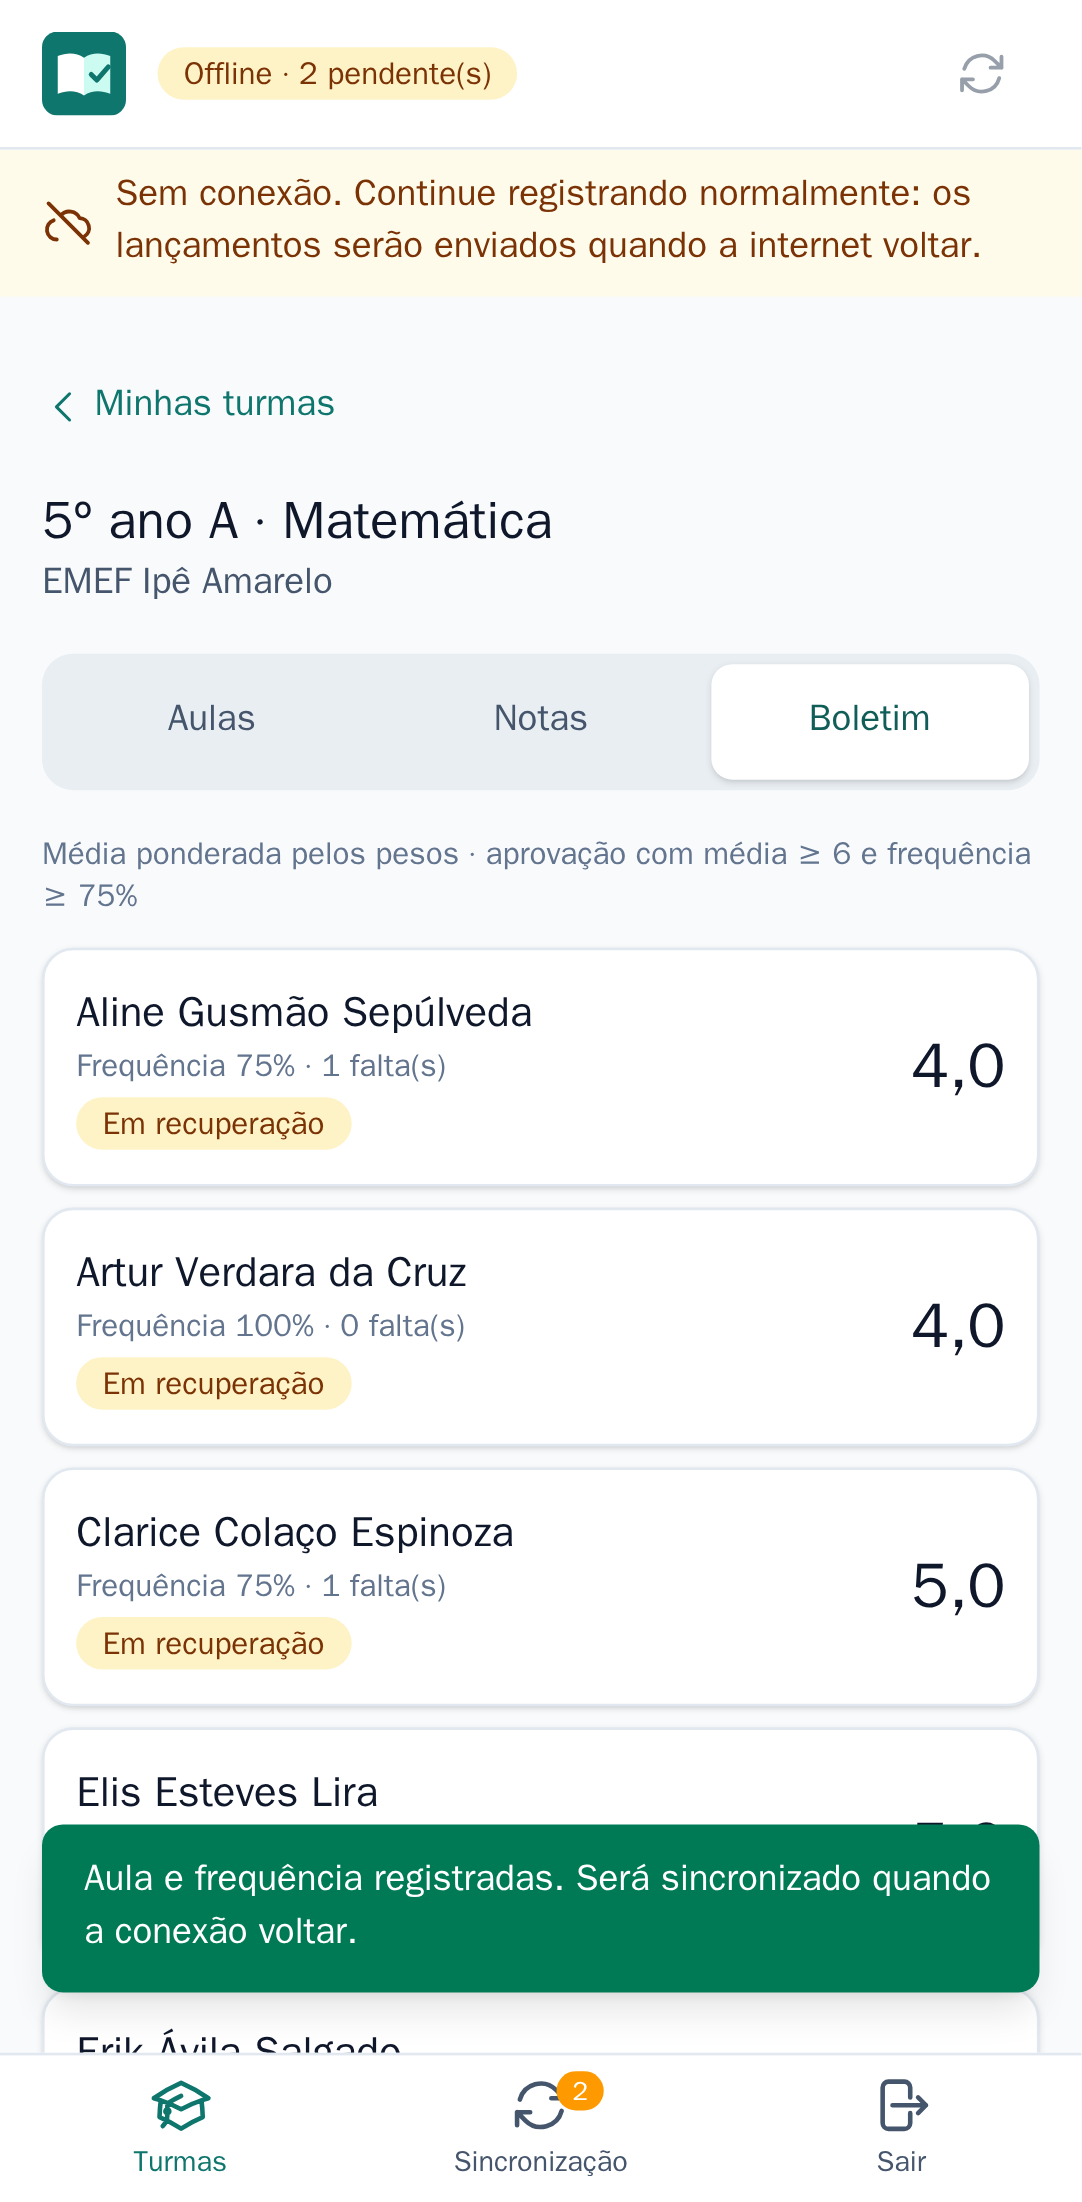 Offline · 2 pendente(s)
Sem conexão. Continue registrando normalmente: os
lançamentos serão enviados quando a internet voltar.
Minhas turmas
5º ano A · Matemática
EMEF Ipê Amarelo
Aulas
Notas
Boletim
Média ponderada pelos pesos · aprovação com média ≥ 6 e frequência
≥ 75%
Aline Gusmão Sepúlveda
Frequência 75% · 1 falta(s)
Em recuperação
4,0
Artur Verdara da Cruz
Frequência 100% · 0 falta(s)
Em recuperação
4,0
Clarice Colaço Espinoza
Frequência 75% · 1 falta(s)
Em recuperação
5,0
Elis Esteves Lira
Aula e frequência registradas. Será sincronizado quando
a conexão voltar.
Erik Ávila Salgado
2
Turmas
Sincronização
Sair